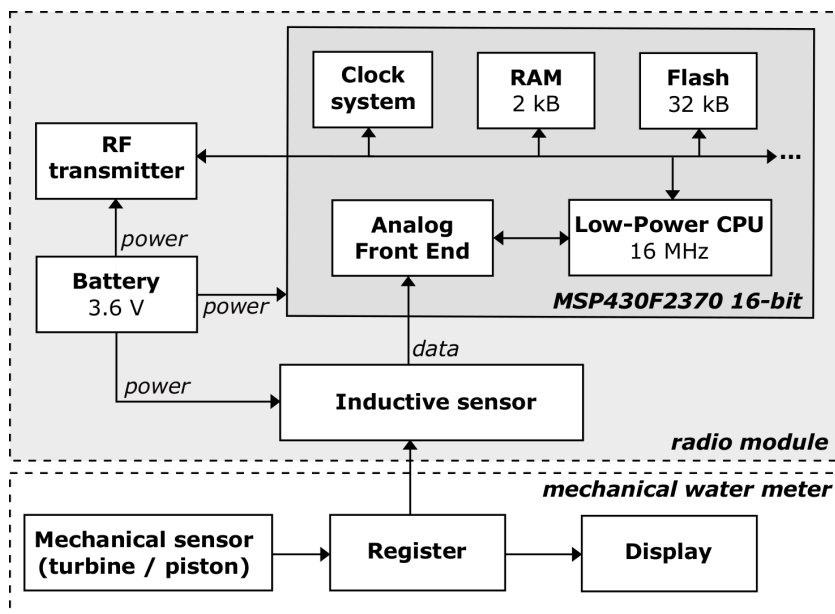 Clock
system
RAM
2 kB
Flash
32 kB
RF
transmitter
...
power
Analog
Front End
Low-Power CPU
16 MHz
Battery
3.6 V
power
MSP430F2370 16-bit
data
power
Inductive sensor
radio module
mechanical water meter
Mechanical sensor
(turbine / piston)
Register
Display